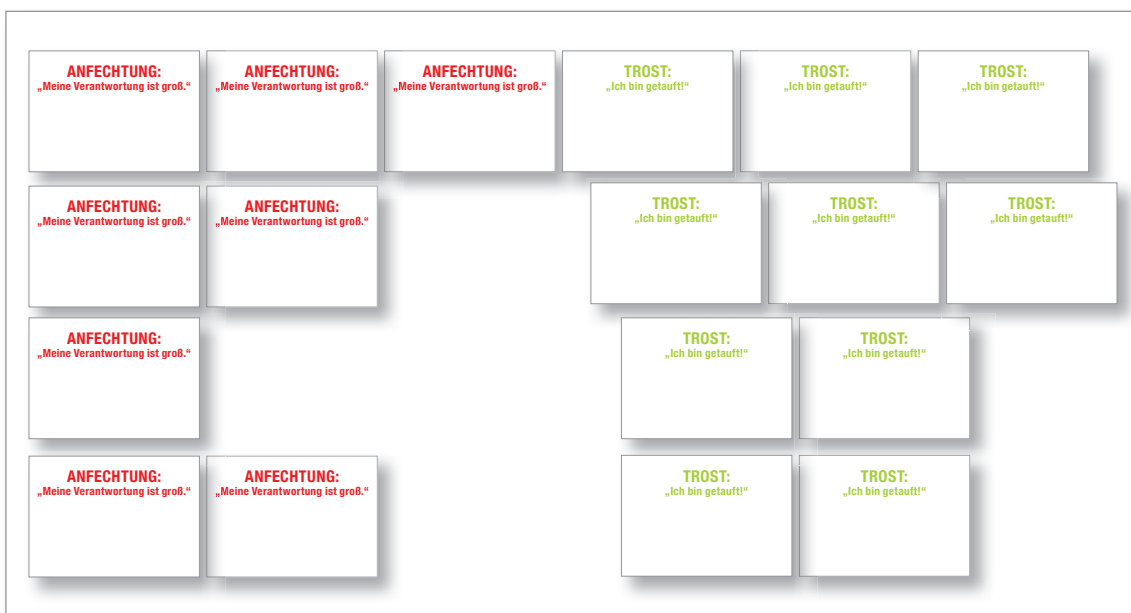 ANFECHTUNG:
„Meine Verantwortung ist groß.“
ANFECHTUNG:
„Meine Verantwortung ist groß.“
ANFECHTUNG:
„Meine Verantwortung ist groß.“
TROST:
„Ich bin getauft!“
TROST:
„Ich bin getauft!“
TROST:
„Ich bin getauft!“
ANFECHTUNG:
„Meine Verantwortung ist groß.“
ANFECHTUNG:
„Meine Verantwortung ist groß.“
TROST:
„Ich bin getauft!“
TROST:
„Ich bin getauft!“
TROST:
„Ich bin getauft!“
ANFECHTUNG:
„Meine Verantwortung ist groß.“
TROST:
„Ich bin getauft!“
TROST:
„Ich bin getauft!“
ANFECHTUNG:
„Meine Verantwortung ist groß.“
ANFECHTUNG:
„Meine Verantwortung ist groß.“
TROST:
„Ich bin getauft!“
TROST:
„Ich bin getauft!“